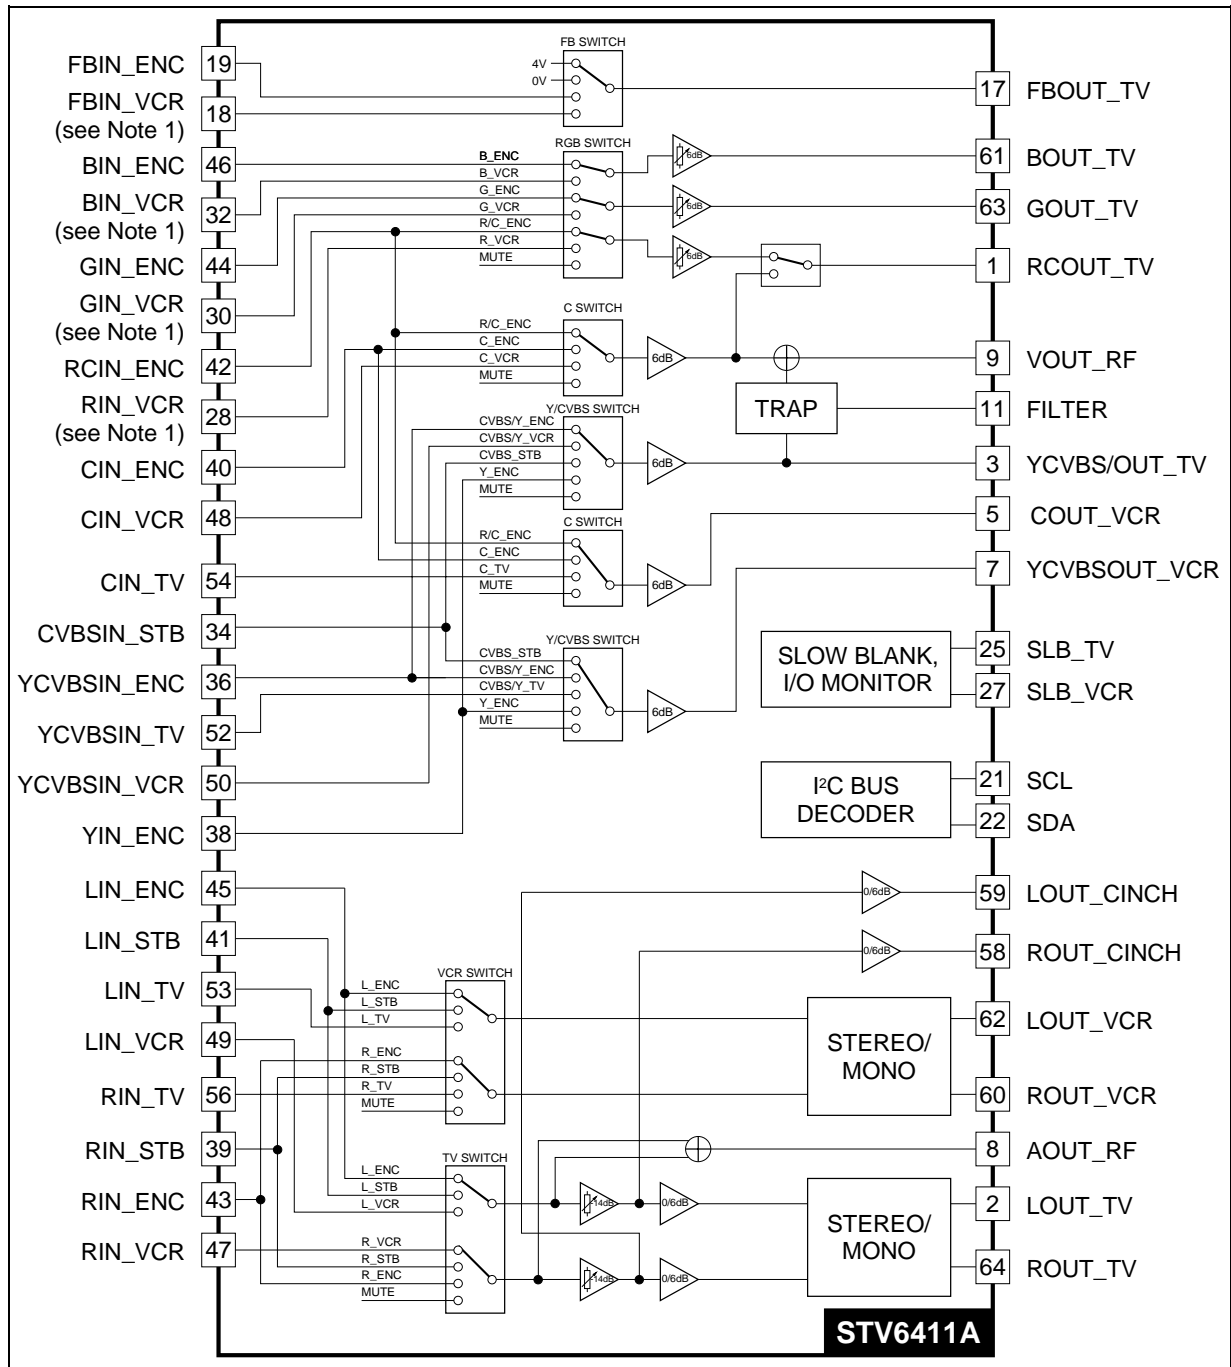 FB SWITCH
FBIN_ENC 19 4V
0V
17 FBOUT_TV
FBIN_VCR 18
(see Note 1)
RGB SWITCH
BIN_ENC 46 B_ENC 6dB 61 BOUT_TV
B_VCR
BIN_VCR 32 G_ENC
(see Note 1) G_VCR 6dB 63 GOUT_TV
R/C_ENC
R_VCR 6dB
GIN_ENC 44 MUTE 1 RCOUT_TV
GIN_VCR 30
(see Note 1)
C SWITCH
R/C_ENC
C_ENC
RCIN_ENC 42 C_VCR 6dB 9 VOUT_RF
MUTE
RIN_VCR 28 TRAP 11 FILTER
(see Note 1)
Y/CVBS SWITCH
CVBS/Y_ENC
CVBS/Y_VCR
CIN_ENC 40 CVBS_STB 6dB 3 YCVBS/OUT_TV
Y_ENC
MUTE
CIN_VCR 48 5 COUT_VCR
C SWITCH
R/C_ENC
C_ENC
C_TV 7 YCVBSOUT_VCR
CIN_TV 54 MUTE 6dB
CVBSIN_STB 34
Y/CVBS SWITCH
CVBS_STB SLOW BLANK, 25 SLB_TV
YCVBSIN_ENC 36 CVBS/Y_ENC I/O MONITOR 27 SLB_VCR
CVBS/Y_TV
Y_ENC 6dB
YCVBSIN_TV 52 MUTE
YCVBSIN_VCR 50 I2C BUS 21 SCL
DECODER 22 SDA
YIN_ENC 38
LIN_ENC 45 0/6dB 59 LOUT_CINCH
LIN_STB 41 0/6dB 58 ROUT_CINCH
VCR SWITCH
LIN_TV 53 L_ENC
L_STB
L_TV 62 LOUT_VCR
LIN_VCR 49 STEREO/
R_ENC MONO
R_STB
RIN_TV 56 R_TV 60 ROUT_VCR
MUTE
RIN_STB 39 8 AOUT_RF
TV SWITCH
L_ENC
L_STB
RIN_ENC 43 L_VCR -14dB 0/6dB 2 LOUT_TV
STEREO/
RIN_VCR 47 R_VCR MONO
R_STB
R_ENC -14dB 0/6dB 64 ROUT_TV
MUTE
STV6411A